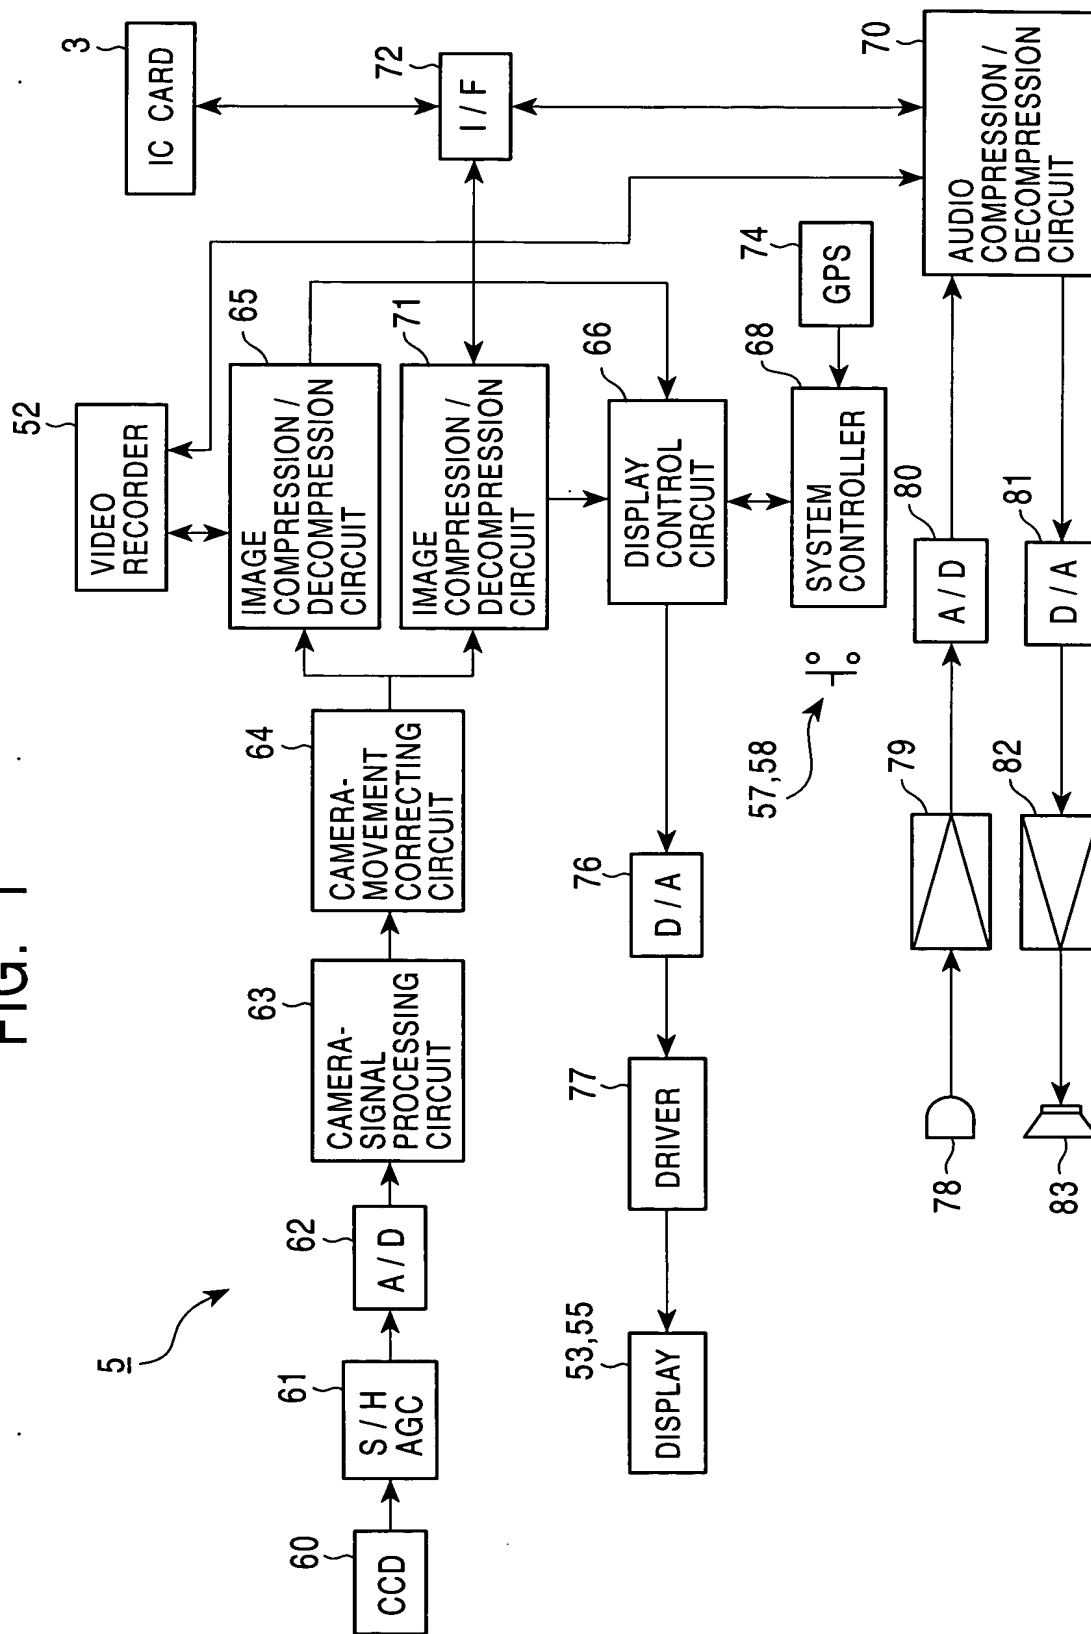 FIG. 1
5
60
CCD
61
S / H
AGC
62
A / D
63
CAMERA-
SIGNAL
PROCESSING
CIRCUIT
64
CAMERA-
MOVEMENT
CORRECTING
CIRCUIT
52
VIDEO
RECORDER
65
IMAGE
COMPRESSION /
DECOMPRESSION
CIRCUIT
71
IMAGE
COMPRESSION /
DECOMPRESSION
CIRCUIT
3
IC CARD
72
I / F
53,55
DISPLAY
77
DRIVER
76
D / A
66
DISPLAY
CONTROL
CIRCUIT
57,58
68
SYSTEM
CONTROLLER
74
GPS
78
79
80
A / D
70
AUDIO
COMPRESSION /
DECOMPRESSION
CIRCUIT
83
82
81
D / A